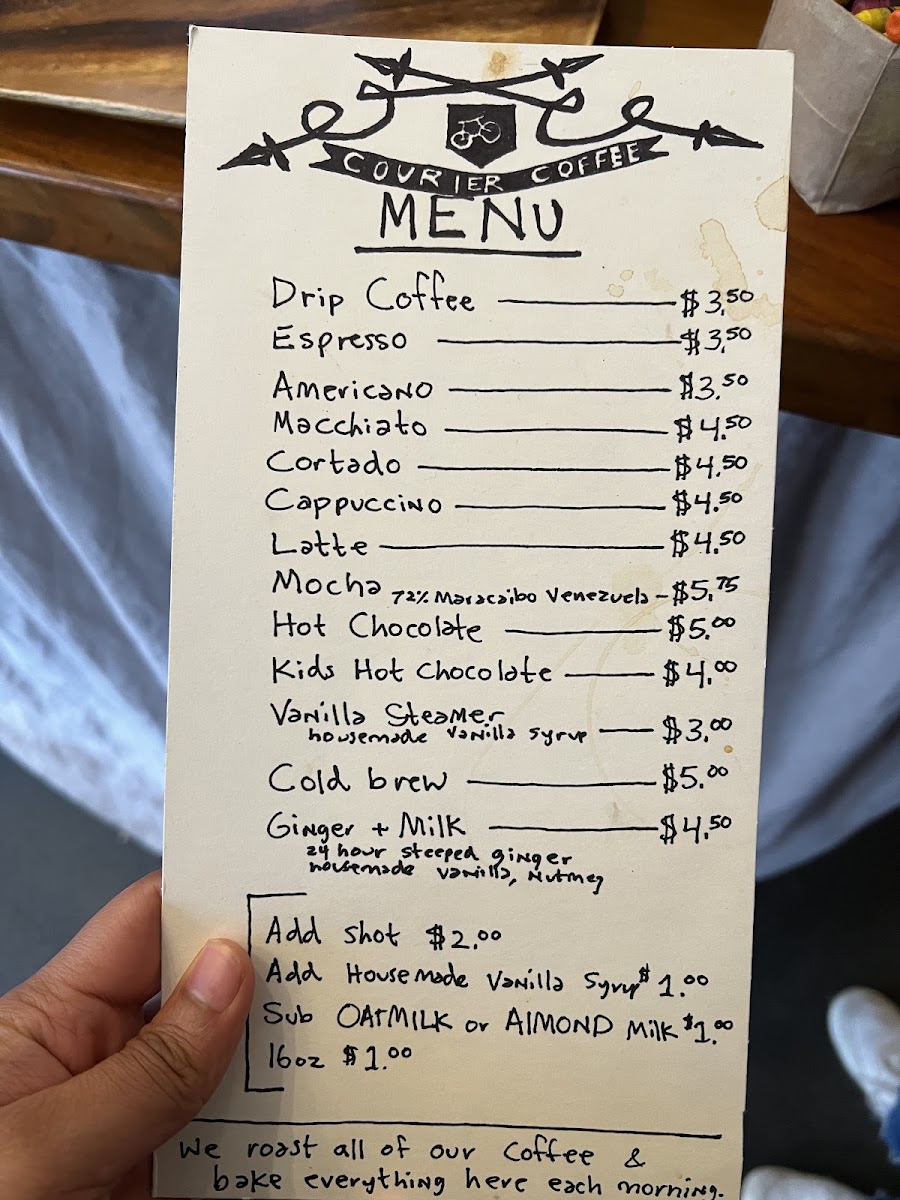 COURIER COFFEE
MENU
Drip Coffee $3.50
Espresso $3.50
Americano $3.50
Macchiato $4.50
Cortado $4.50
Cappuccino $4.50
Latte $4.50
Mocha 72% Maracaibo Venezuela - $5.75
Hot Chocolate $5.00
Kids Hot Chocolate $4.00
Vanilla Steamer
housemade vanilla syrup $3.00
Cold brew $5.00
Ginger + Milk $4.50
24 hour steeped ginger
housemade vanilla, Nutmeg
Add shot $2.00
Add Housemade Vanilla Syrup $1.00
Sub OATMILK or AlMOND Milk $1.00
16oz $1.00
We roast all of our Coffee &
bake everything here each morning.